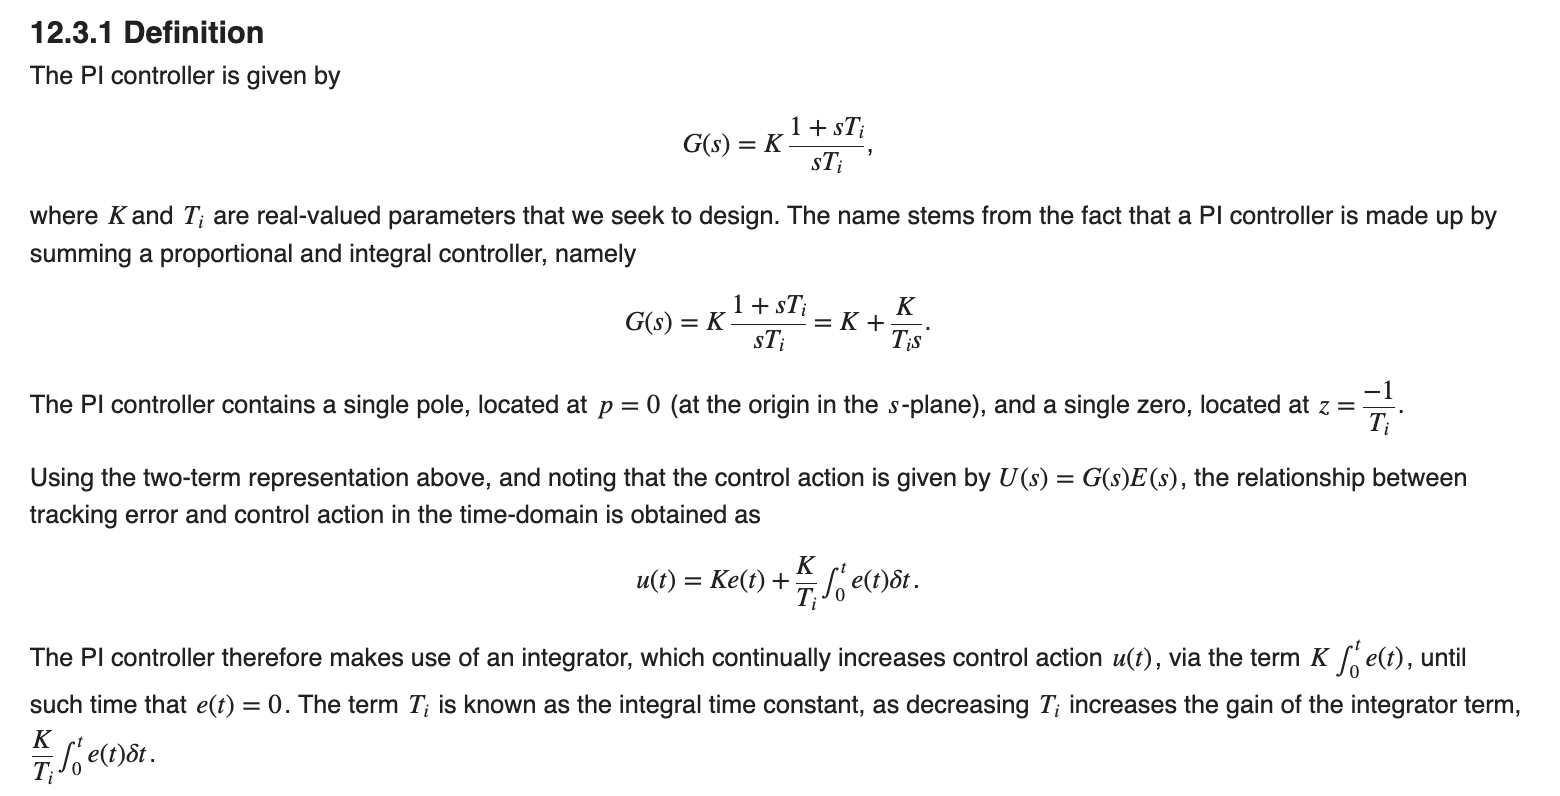 12.3.1 Definition
The PI controller is given by
G(s) = K \frac{1 + sT_i}{sT_i},
where K and T_i are real-valued parameters that we seek to design. The name stems from the fact that a PI controller is made up by
summing a proportional and integral controller, namely
G(s) = K \frac{1 + sT_i}{sT_i} = K + \frac{K}{T_i s}.
The PI controller contains a single pole, located at p = 0 (at the origin in the s-plane), and a single zero, located at z = \frac{-1}{T_i}.
Using the two-term representation above, and noting that the control action is given by U(s) = G(s)E(s), the relationship between
tracking error and control action in the time-domain is obtained as
u(t) = Ke(t) + \frac{K}{T_i} \int_0^t e(t)δt.
The PI controller therefore makes use of an integrator, which continually increases control action u(t), via the term K \int_0^t e(t), until
such time that e(t) = 0. The term T_i is known as the integral time constant, as decreasing T_i increases the gain of the integrator term,
\frac{K}{T_i} \int_0^t e(t)δt.